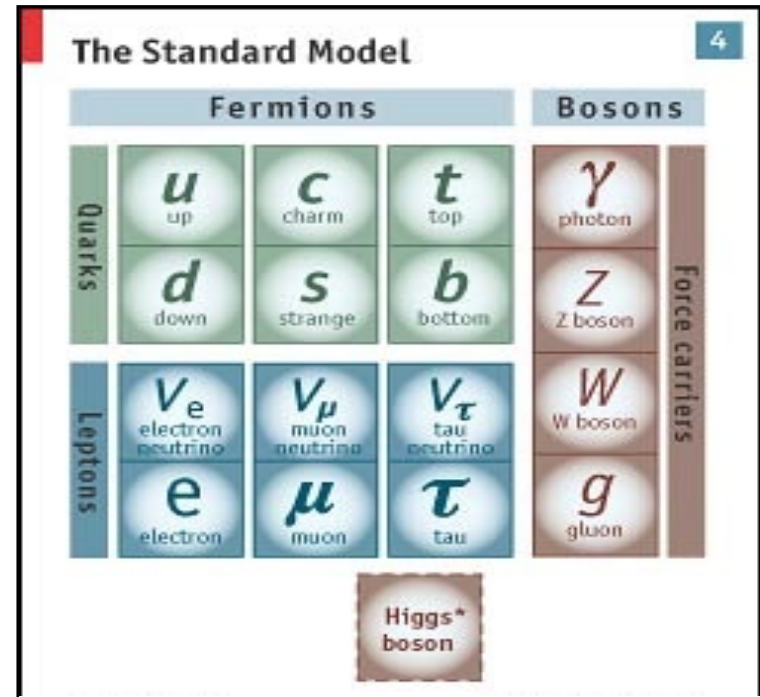 The Standard Model
4
Fermions
Bosons
Quarks
u
up
c
charm
t
top
d
down
s
strange
b
bottom
Leptons
Ve
electron
neutrino
Vμ
muon
neutrino
Vτ
tau
neutrino
e
electron
μ
muon
τ
tau
γ
photon
Z
Z boson
W
W boson
g
gluon
Force carriers
Higgs*
boson